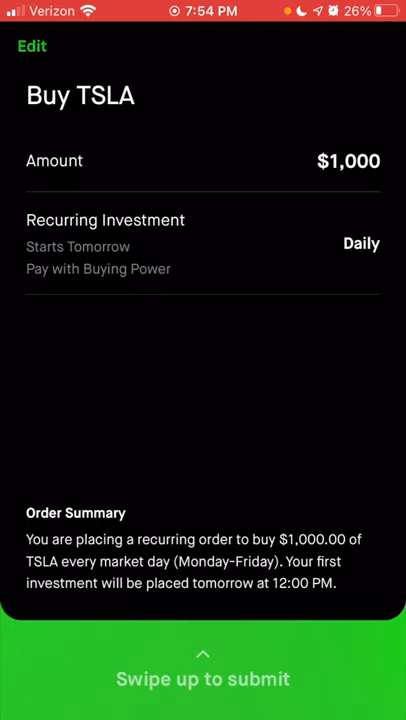 Verizon 7:54 PM 26%
Edit
Buy TSLA
Amount $1,000
Recurring Investment
Starts Tomorrow
Daily
Pay with Buying Power
Order Summary
You are placing a recurring order to buy $1,000.00 of
TSLA every market day (Monday-Friday). Your first
investment will be placed tomorrow at 12:00 PM.
Swipe up to submit